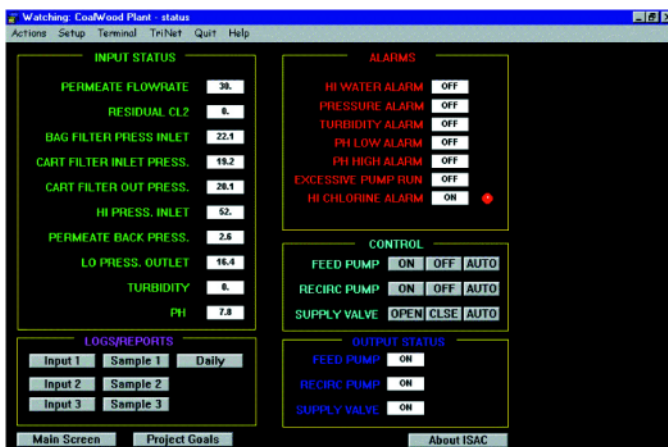 Watching: CoalWood Plant - status
Actions Setup Terminal TriNet Quit Help
INPUT STATUS
PERMEATE FLOWRATE 30.
RESIDUAL CL2 0.
BAG FILTER PRESS INLET 22.1
CART FILTER INLET PRESS. 19.2
CART FILTER OUT PRESS. 20.1
HI PRESS. INLET 52.
PERMEATE BACK PRESS. 2.6
LO PRESS. OUTLET 16.4
TURBIDITY 0.
PH 7.0
LOGS/REPORTS
Input 1 Sample 1 Daily
Input 2 Sample 2
Input 3 Sample 3
ALARMS
HI WATER ALARM OFF
PRESSURE ALARM OFF
TURBIDITY ALARM OFF
PH LOW ALARM OFF
PH HIGH ALARM OFF
EXCESSIVE PUMP RUN OFF
HI CHLORINE ALARM ON
CONTROL
FEED PUMP ON OFF AUTO
RECIRC PUMP ON OFF AUTO
SUPPLY VALVE OPEN CLSE AUTO
OUTPUT STATUS
FEED PUMP ON
RECIRC PUMP ON
SUPPLY VALVE ON
Main Screen Project Goals About ISAC